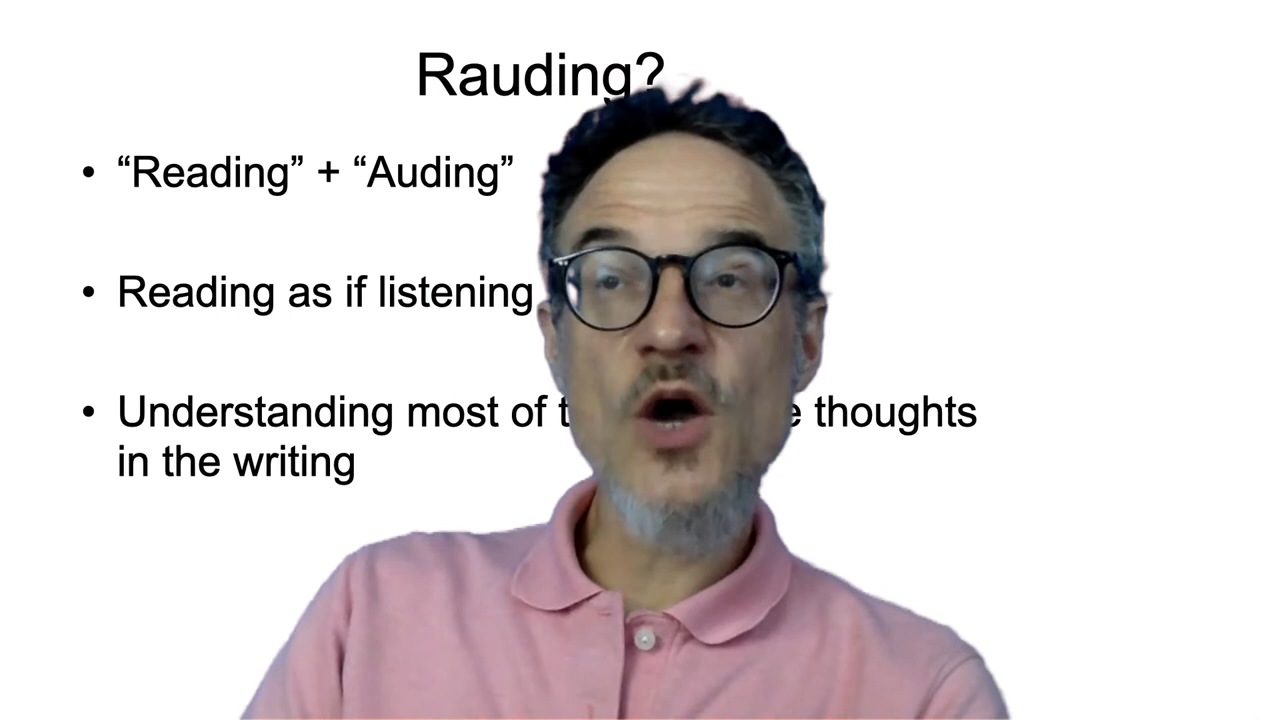 Rauding?
• “Reading” + “Auding”
• Reading as if listening
• Understanding most of thoughts
in the writing